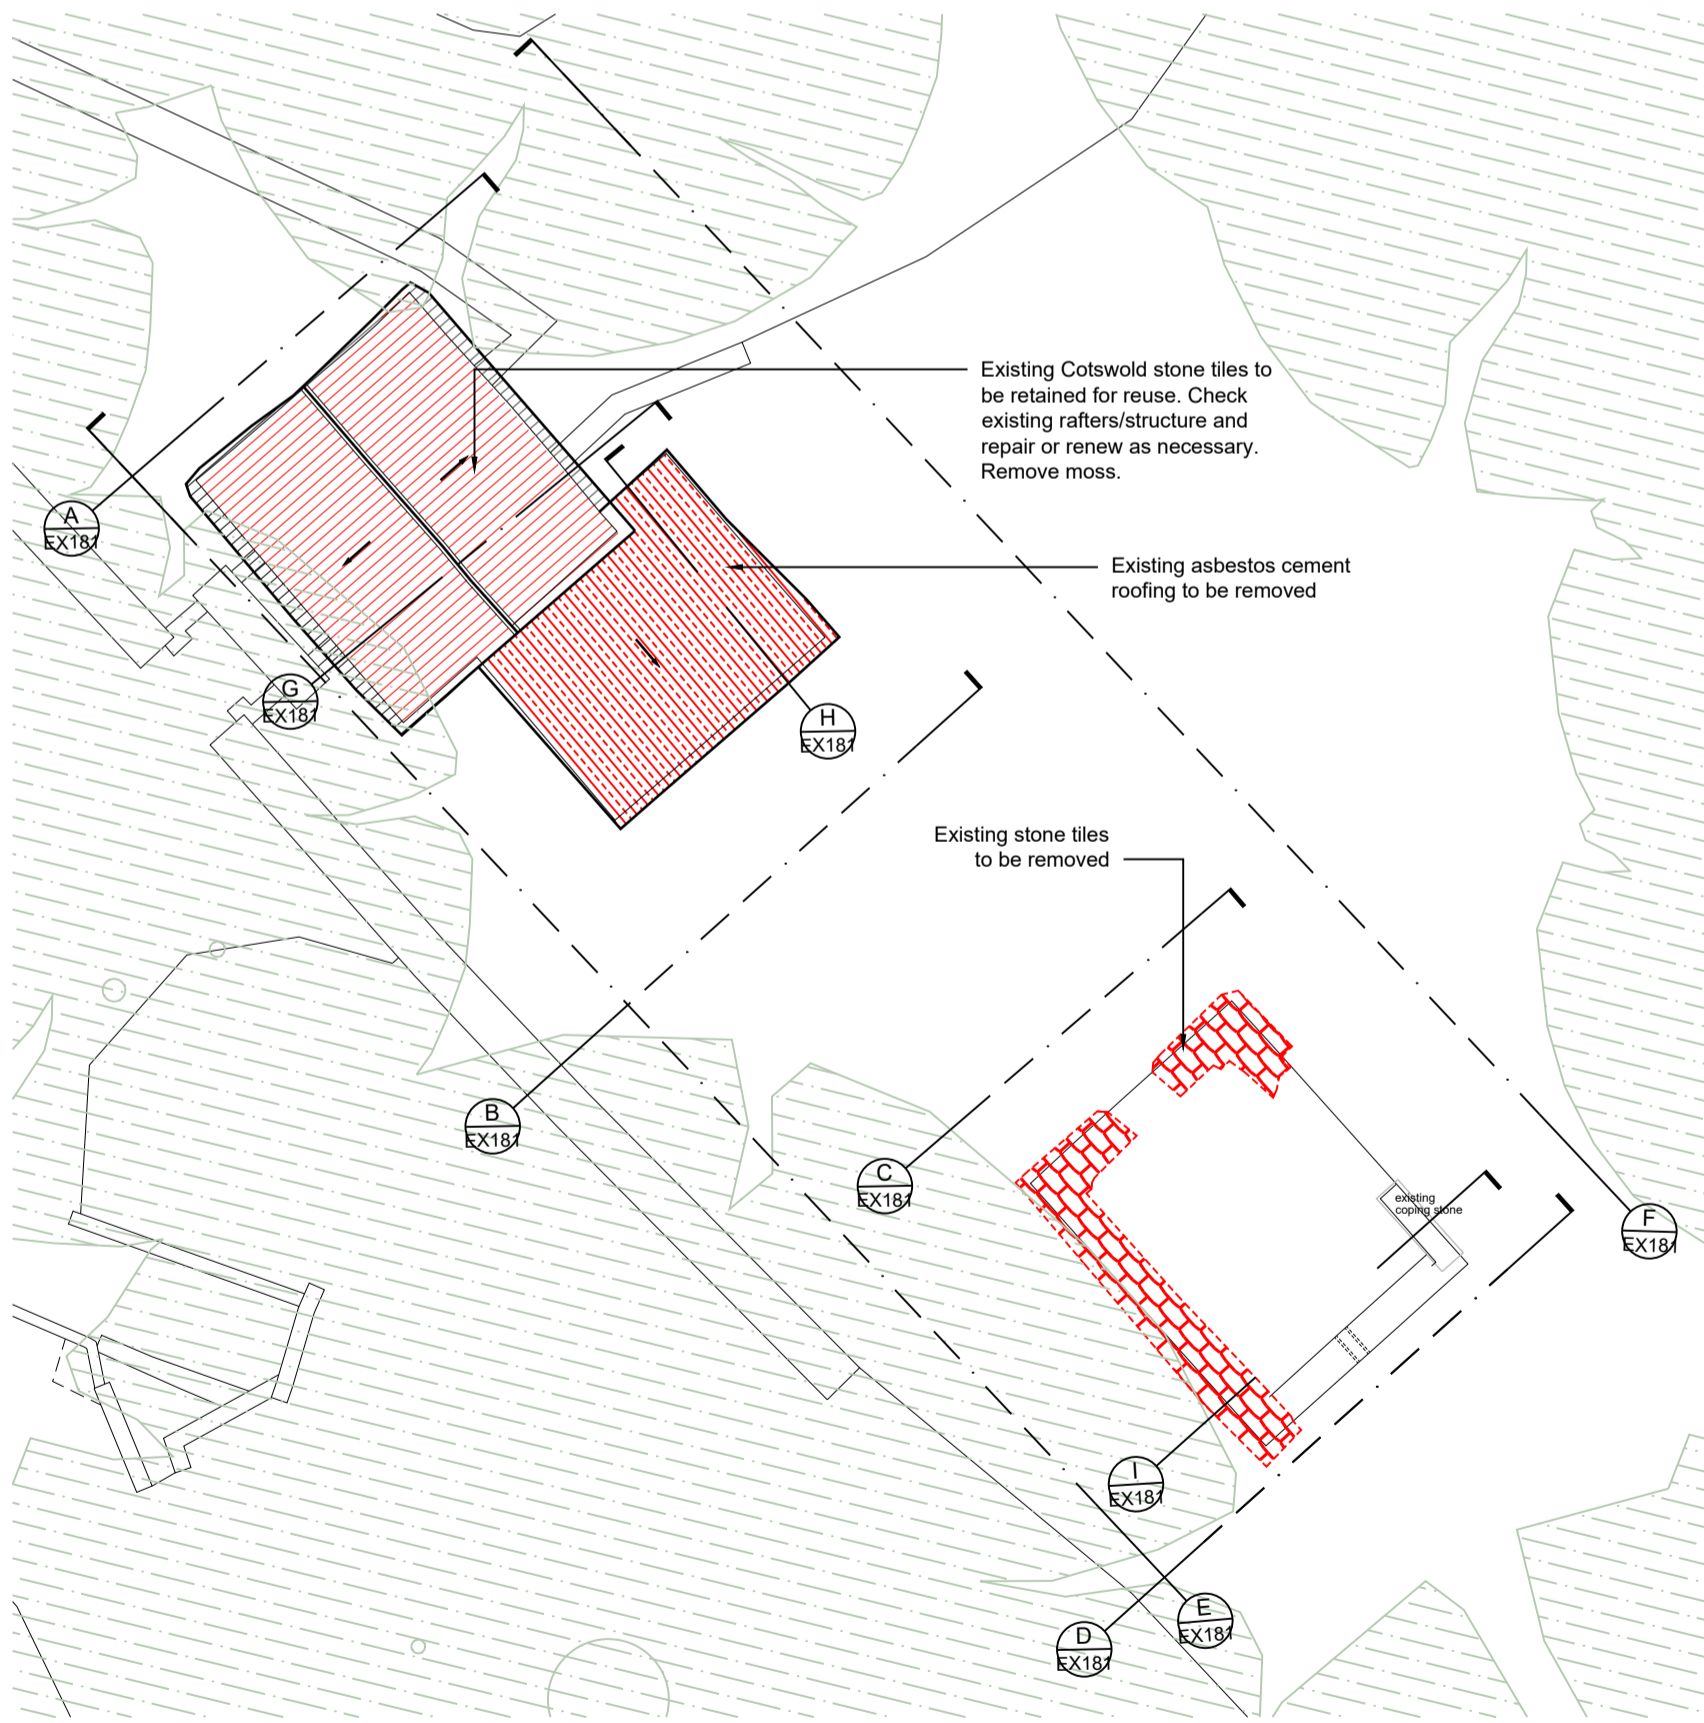 Existing Cotswold stone tiles to
be retained for reuse. Check
existing rafters/structure and
repair or renew as necessary.
Remove moss.
A
EX181
Existing asbestos cement
roofing to be removed
G
EX181
H
EX181
Existing stone tiles
to be removed
B
EX181
C
EX181
existing
coping stone
F
EX181
I
EX181
E
EX181
D
EX181